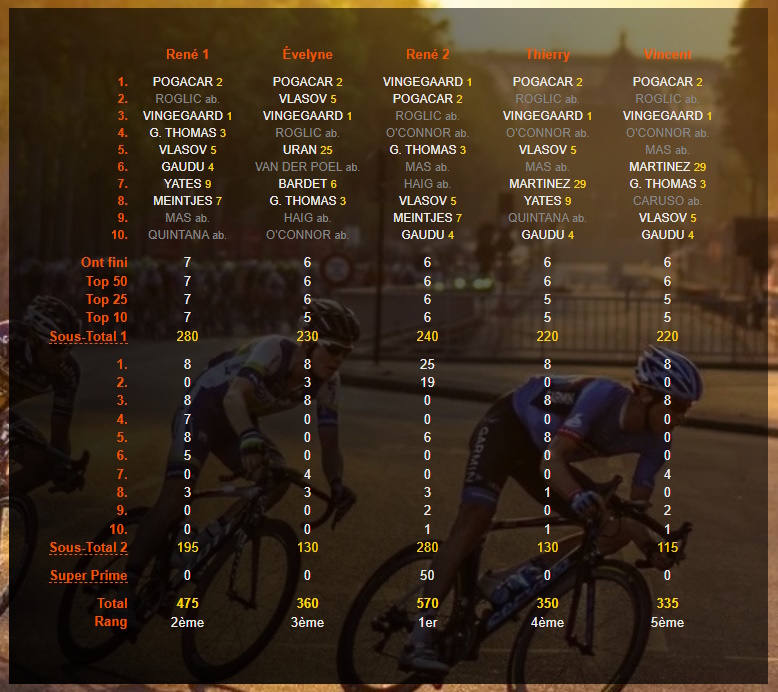 René 1 Èvelyne René 2 Thierry Vincent
1. POGACAR 2 POGACAR 2 VINGEGAARD 1 POGACAR 2 POGACAR 2
2. ROGLIC ab. VLASOV 5 POGACAR 2 ROGLIC ab. ROGLIC ab.
3. VINGEGAARD 1 VINGEGAARD 1 ROGLIC ab. VINGEGAARD 1 VINGEGAARD 1
4. G. THOMAS 3 ROGLIC ab. O'CONNOR ab. O'CONNOR ab. O'CONNOR ab.
5. VLASOV 5 URAN 25 G. THOMAS 3 VLASOV 5 MAS ab.
6. GAUDU 4 VAN DER POEL ab. MAS ab. MAS ab. MARTINEZ 29
7. YATES 9 BARDET 6 HAIG ab. MARTINEZ 29 G. THOMAS 3
8. MEINTJES 7 G. THOMAS 3 VLASOV 5 YATES 9 CARUSO ab.
9. MAS ab. HAIG ab. MEINTJES 7 QUINTANA ab. VLASOV 5
10. QUINTANA ab. O'CONNOR ab. GAUDU 4 GAUDU 4 GAUDU 4
Ont fini 7 6 6 6 6
Top 50 7 6 6 6 6
Top 25 7 6 6 5 5
Top 10 7 5 6 5 5
Sous-Total 1 280 230 240 220 220
1. 8 8 25 8 8
2. 0 3 19 0 0
3. 8 8 0 8 8
4. 7 0 0 0 0
5. 8 0 6 8 0
6. 5 0 0 0 0
7. 0 4 0 0 4
8. 3 3 3 1 0
9. 0 0 2 0 2
10. 0 0 1 1 1
Sous-Total 2 195 130 280 130 115
Super Prime 0 0 50 0 0
Total 475 360 570 350 335
Rang 2ème 3ème 1er 4ème 5ème
GARMIN